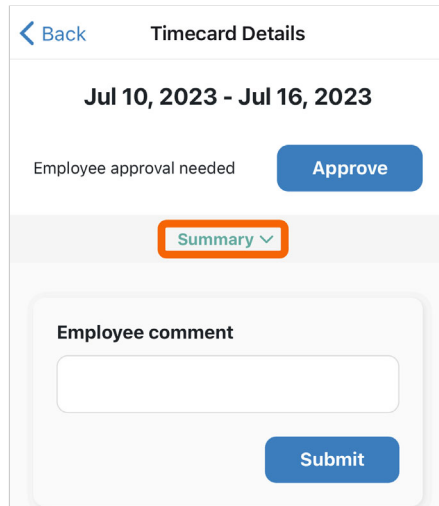 Back Timecard Details
Jul 10, 2023 - Jul 16, 2023
Employee approval needed Approve
Summary
Employee comment
Submit